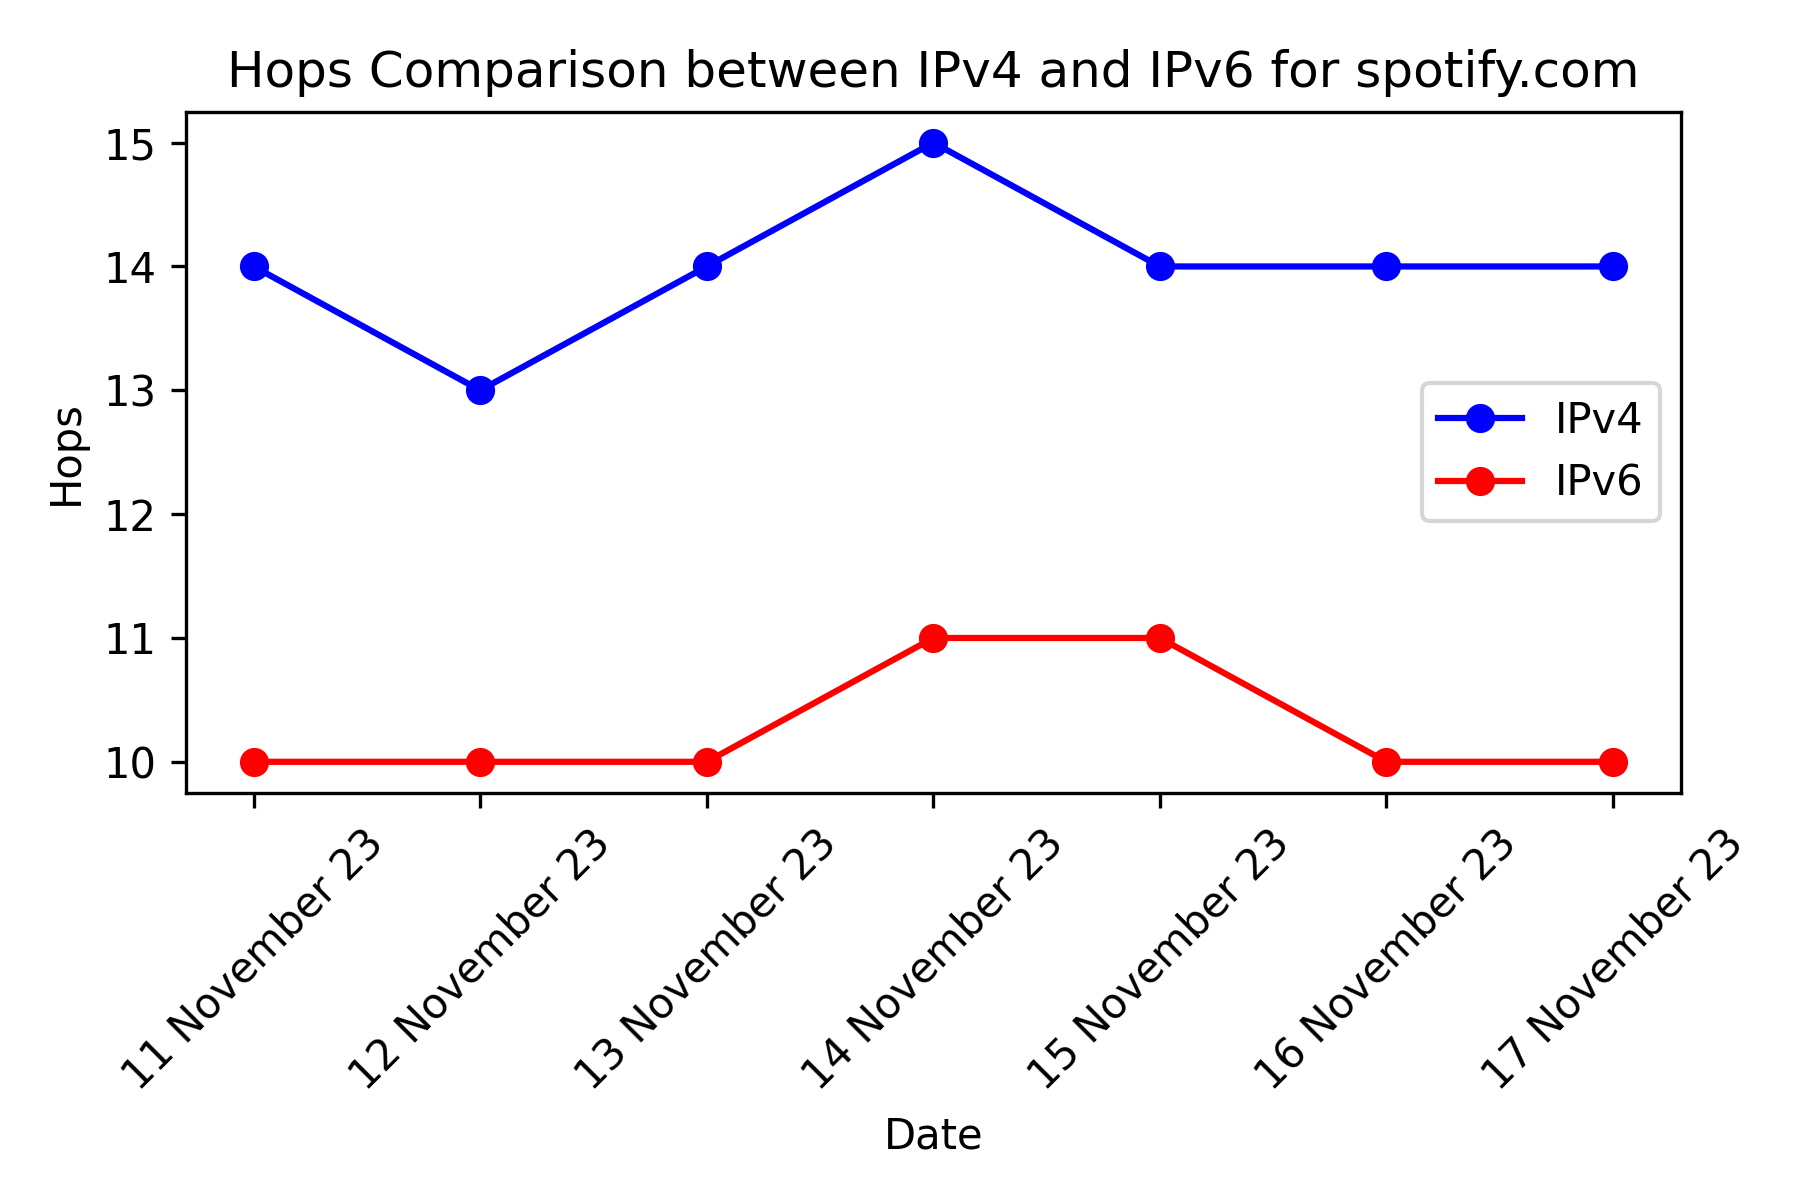 Hops Comparison between IPv4 and IPv6 for spotify.com
15
14
13
12
11
10
Hops
IPv4
IPv6
11 November 23
12 November 23
13 November 23
14 November 23
15 November 23
16 November 23
17 November 23
Date